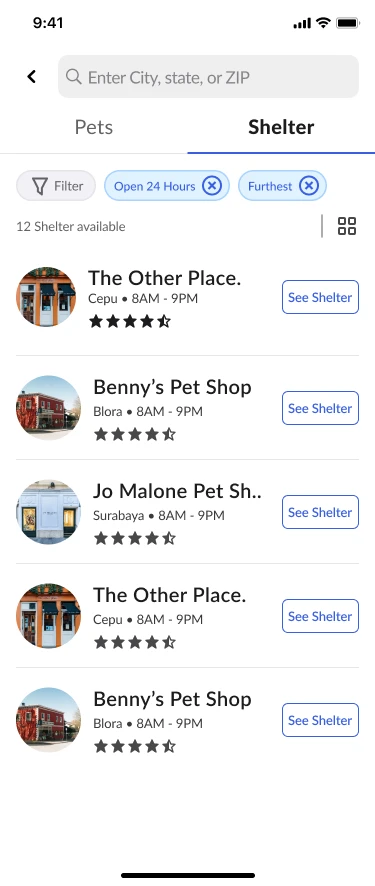 9:41
Enter City, state, or ZIP
Pets
Shelter
Filter
Open 24 Hours
Furthest
12 Shelter available
The Other Place.
Cepu • 8AM - 9PM
See Shelter
Benny’s Pet Shop
Blora • 8AM - 9PM
See Shelter
Jo Malone Pet Sh..
Surabaya • 8AM - 9PM
See Shelter
The Other Place.
Cepu • 8AM - 9PM
See Shelter
Benny’s Pet Shop
Blora • 8AM - 9PM
See Shelter